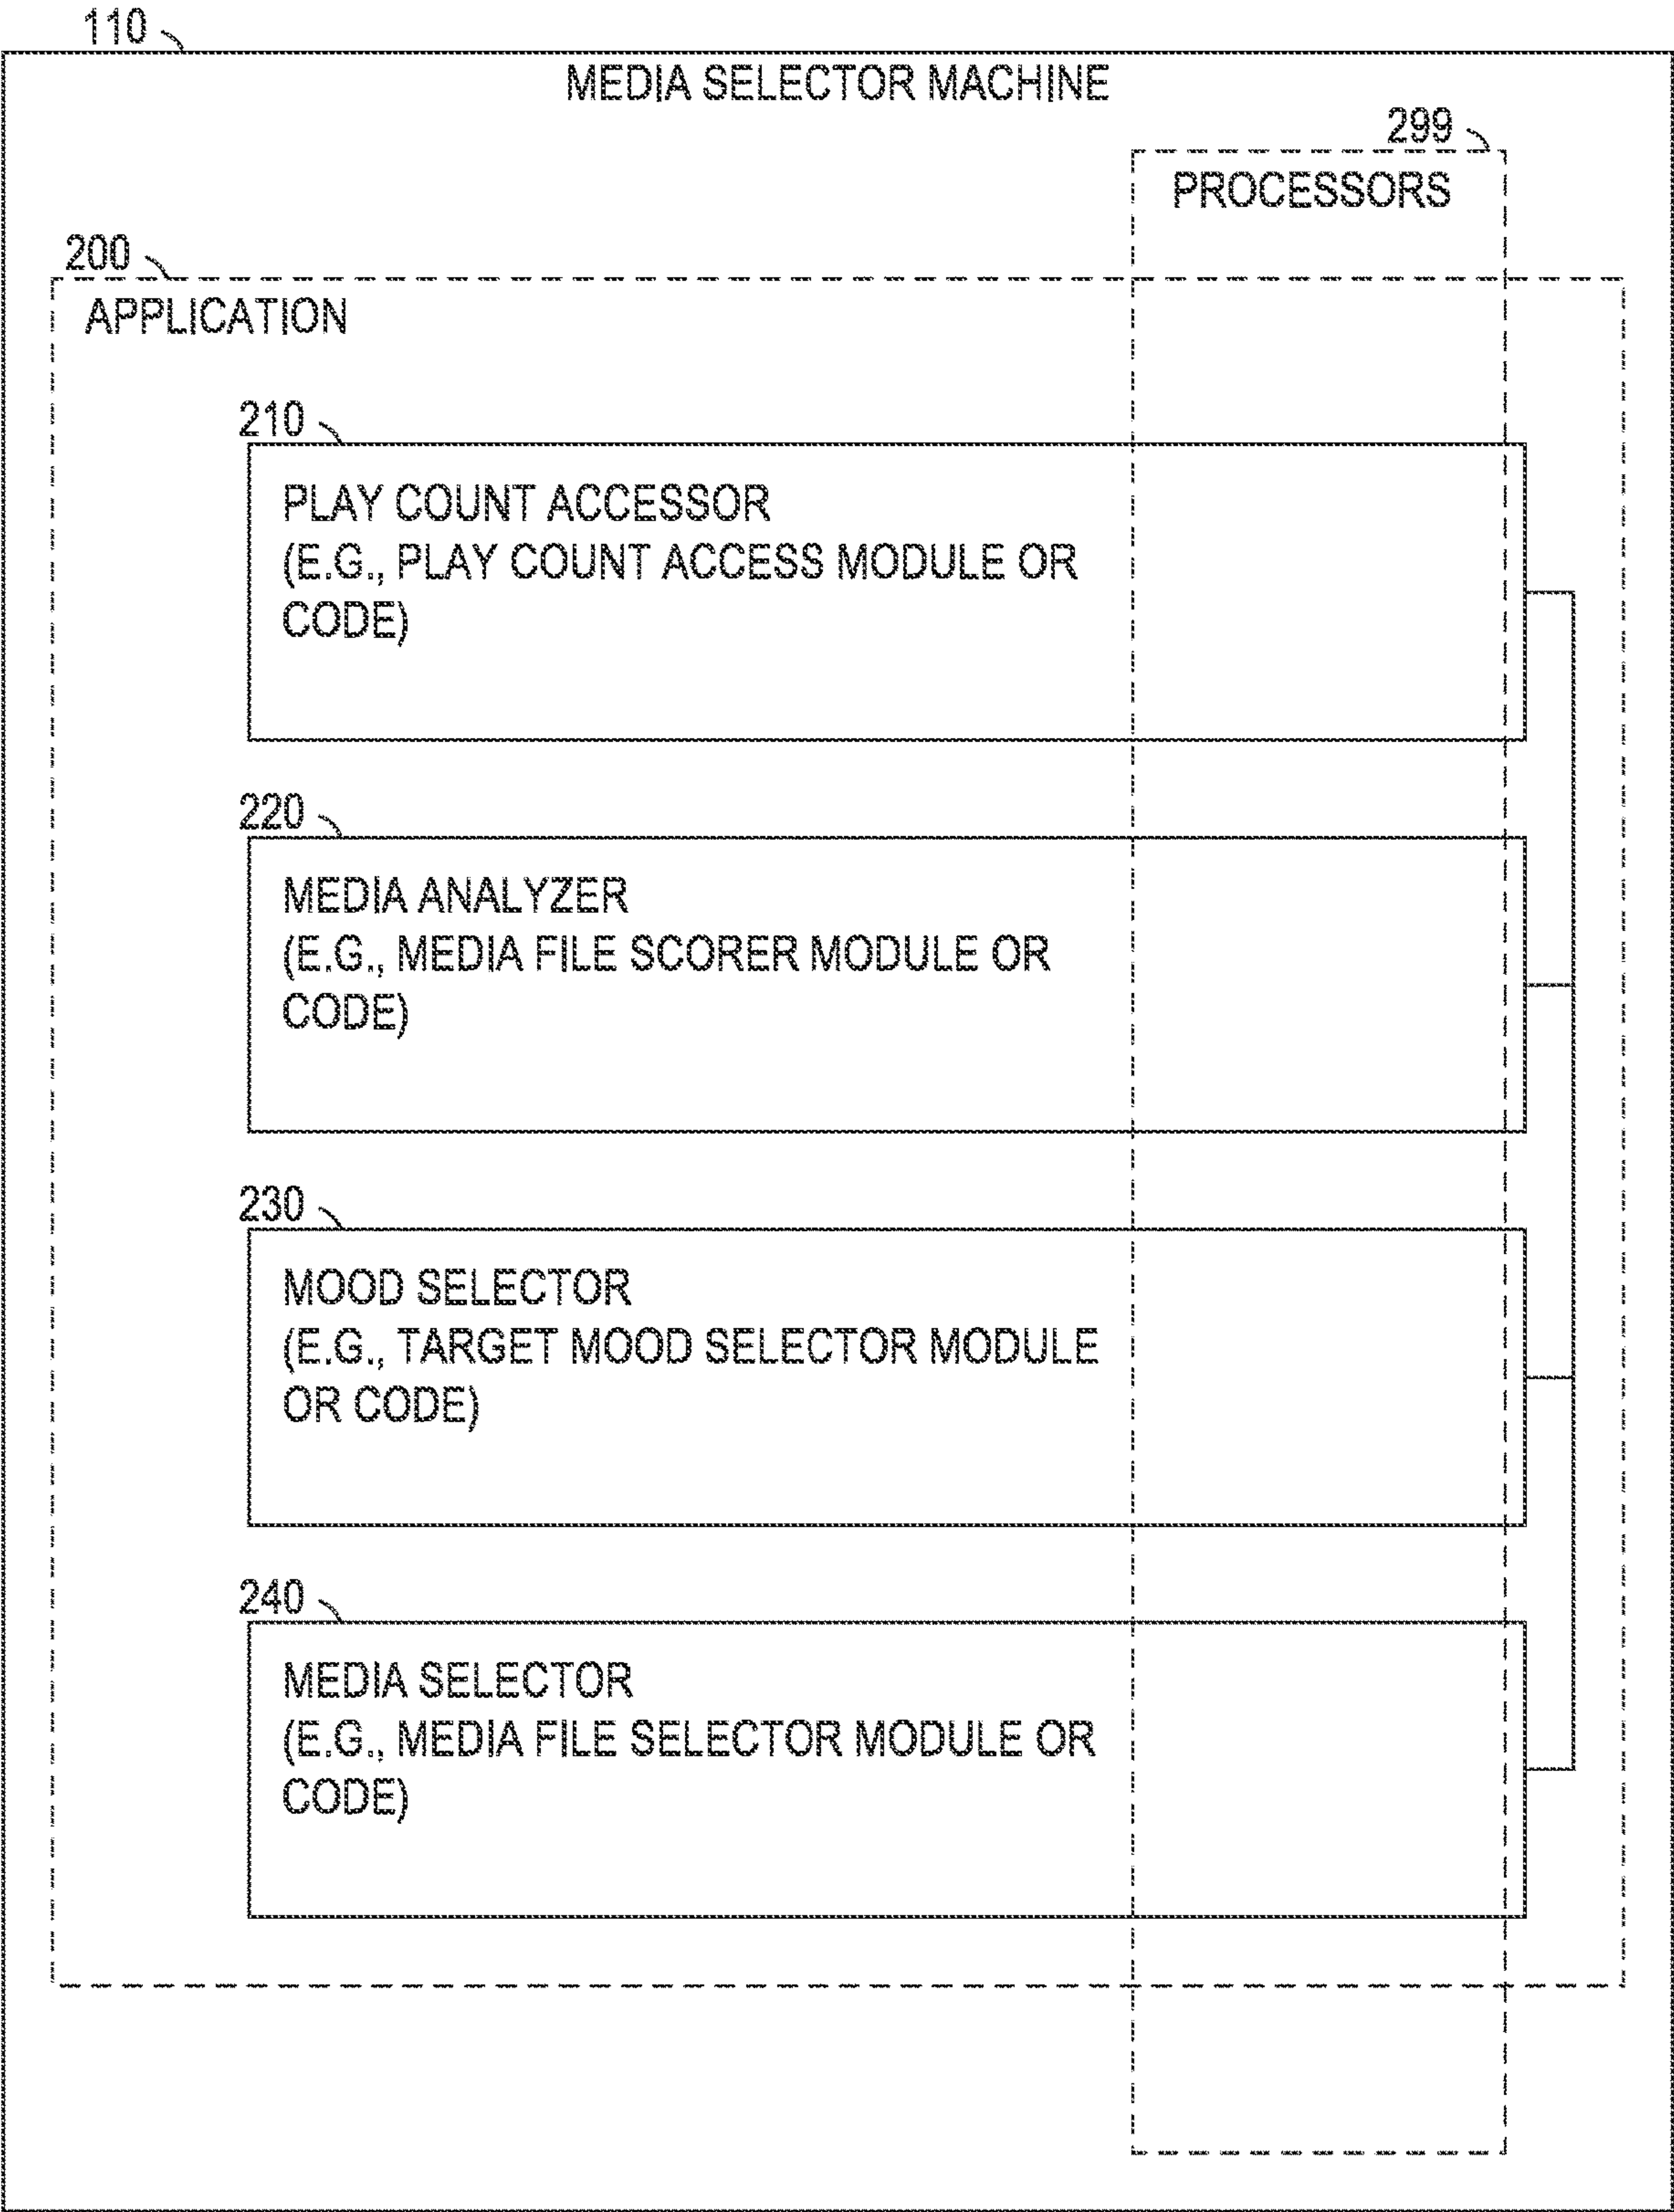 110
MEDIA SELECTOR MACHINE
299
PROCESSORS
200
APPLICATION
210
PLAY COUNT ACCESSOR
(E.G., PLAY COUNT ACCESS MODULE OR
CODE)
220
MEDIA ANALYZER
(E.G., MEDIA FILE SCORER MODULE OR
CODE)
230
MOOD SELECTOR
(E.G., TARGET MOOD SELECTOR MODULE
OR CODE)
240
MEDIA SELECTOR
(E.G., MEDIA FILE SELECTOR MODULE OR
CODE)